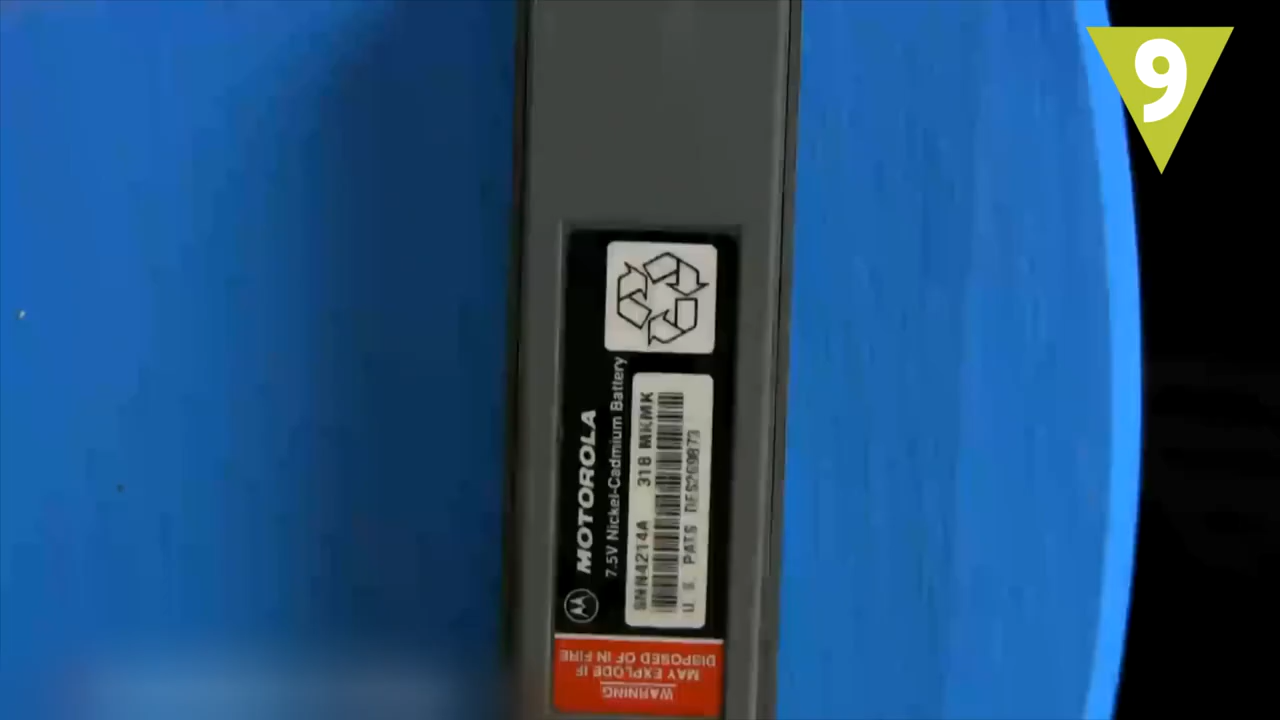 9
MOTOROLA
7.5V Nickel-Cadmium Battery
SNN4214A 318 MKMK
U. S. PATS DES269873
WARNING
MAY EXPLODE IF
DISPOSED OF IN FIRE